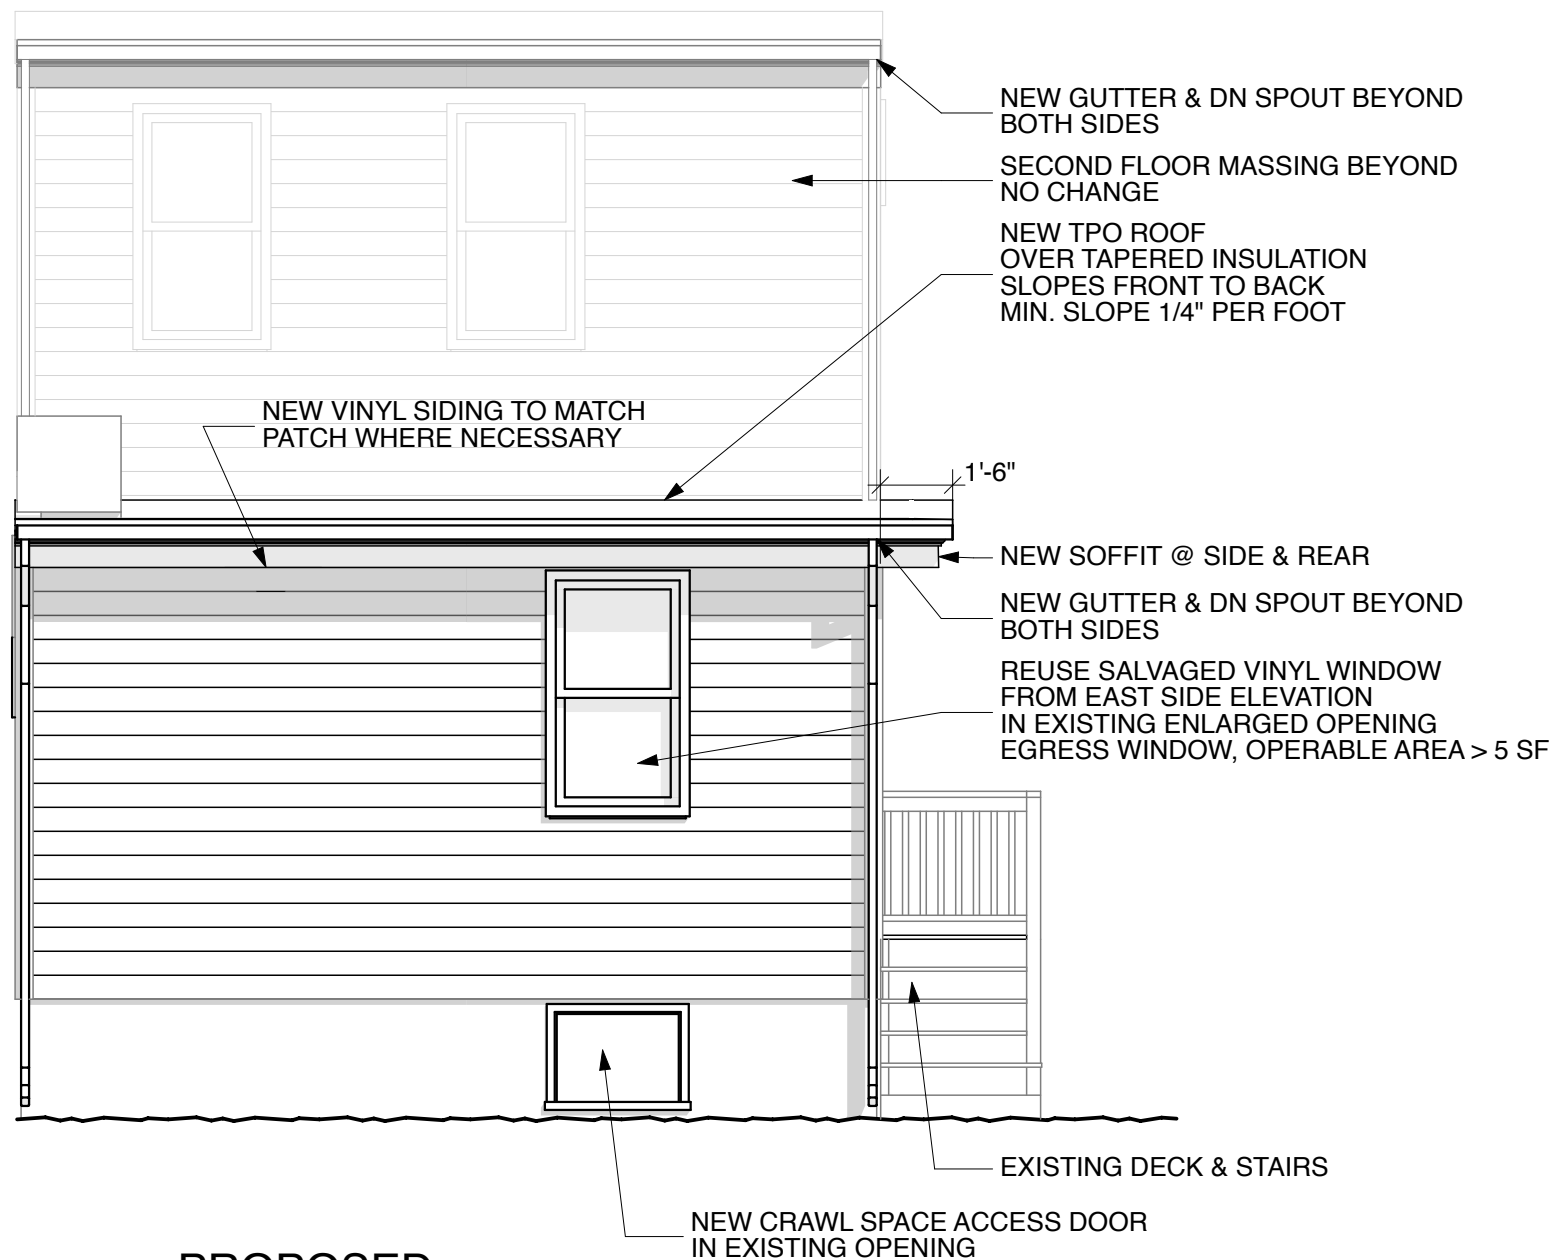 NEW GUTTER & DN SPOUT BEYOND
BOTH SIDES
SECOND FLOOR MASSING BEYOND
NO CHANGE
NEW TPO ROOF
OVER TAPERED INSULATION
SLOPES FRONT TO BACK
MIN. SLOPE 1/4" PER FOOT
NEW VINYL SIDING TO MATCH
PATCH WHERE NECESSARY
1'-6"
NEW SOFFIT @ SIDE & REAR
NEW GUTTER & DN SPOUT BEYOND
BOTH SIDES
REUSE SALVAGED VINYL WINDOW
FROM EAST SIDE ELEVATION
IN EXISTING ENLARGED OPENING
EGRESS WINDOW, OPERABLE AREA > 5 SF
EXISTING DECK & STAIRS
NEW CRAWL SPACE ACCESS DOOR
IN EXISTING OPENING
PROPOSED